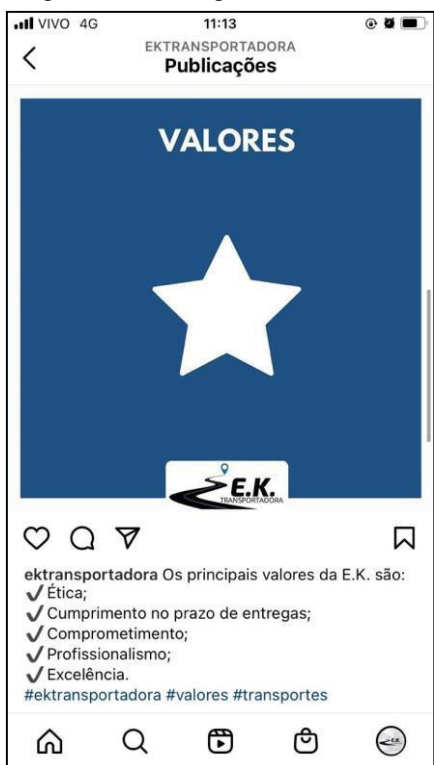 VIVO 4G 11:13
EKTRANSPORTADORA
Publicações
VALORES
E.K.
TRANSPORTADORA
ektransportadora Os principais valores da E.K. são:
✓Ética;
✓Cumprimento no prazo de entregas;
✓Comprometimento;
✓Profissionalismo;
✓Excelência.
#ektransportadora #valores #transportes